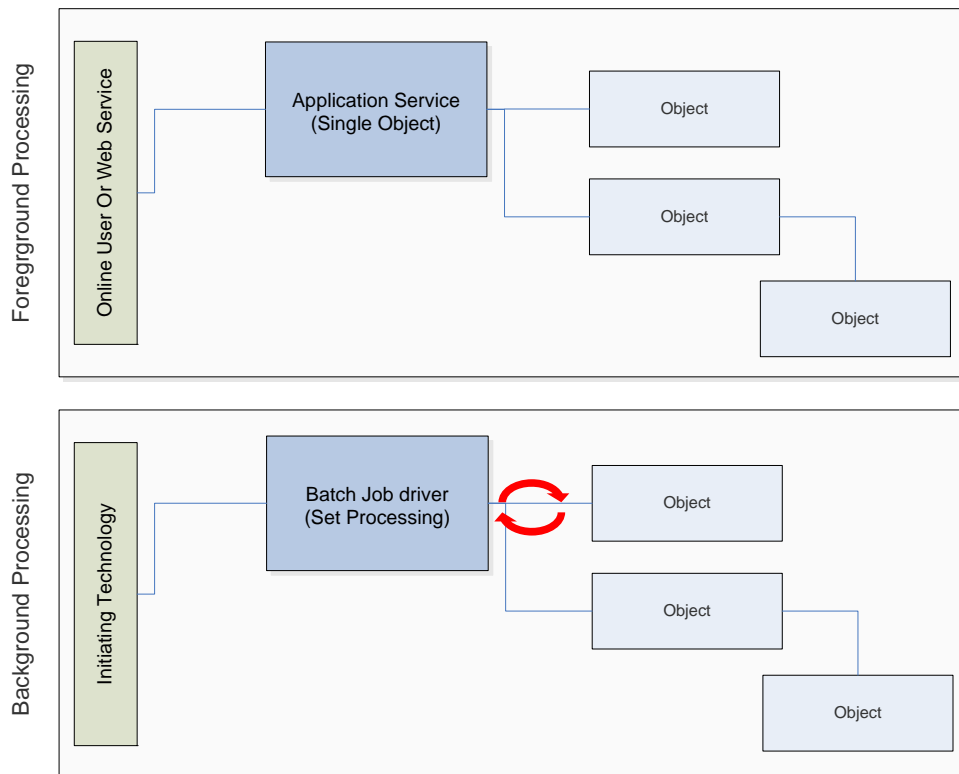 Foregrground Processing
Online User Or Web Service
Application Service
(Single Object)
Object
Object
Object
Background Processing
Initiating Technology
Batch Job driver
(Set Processing)
Object
Object
Object